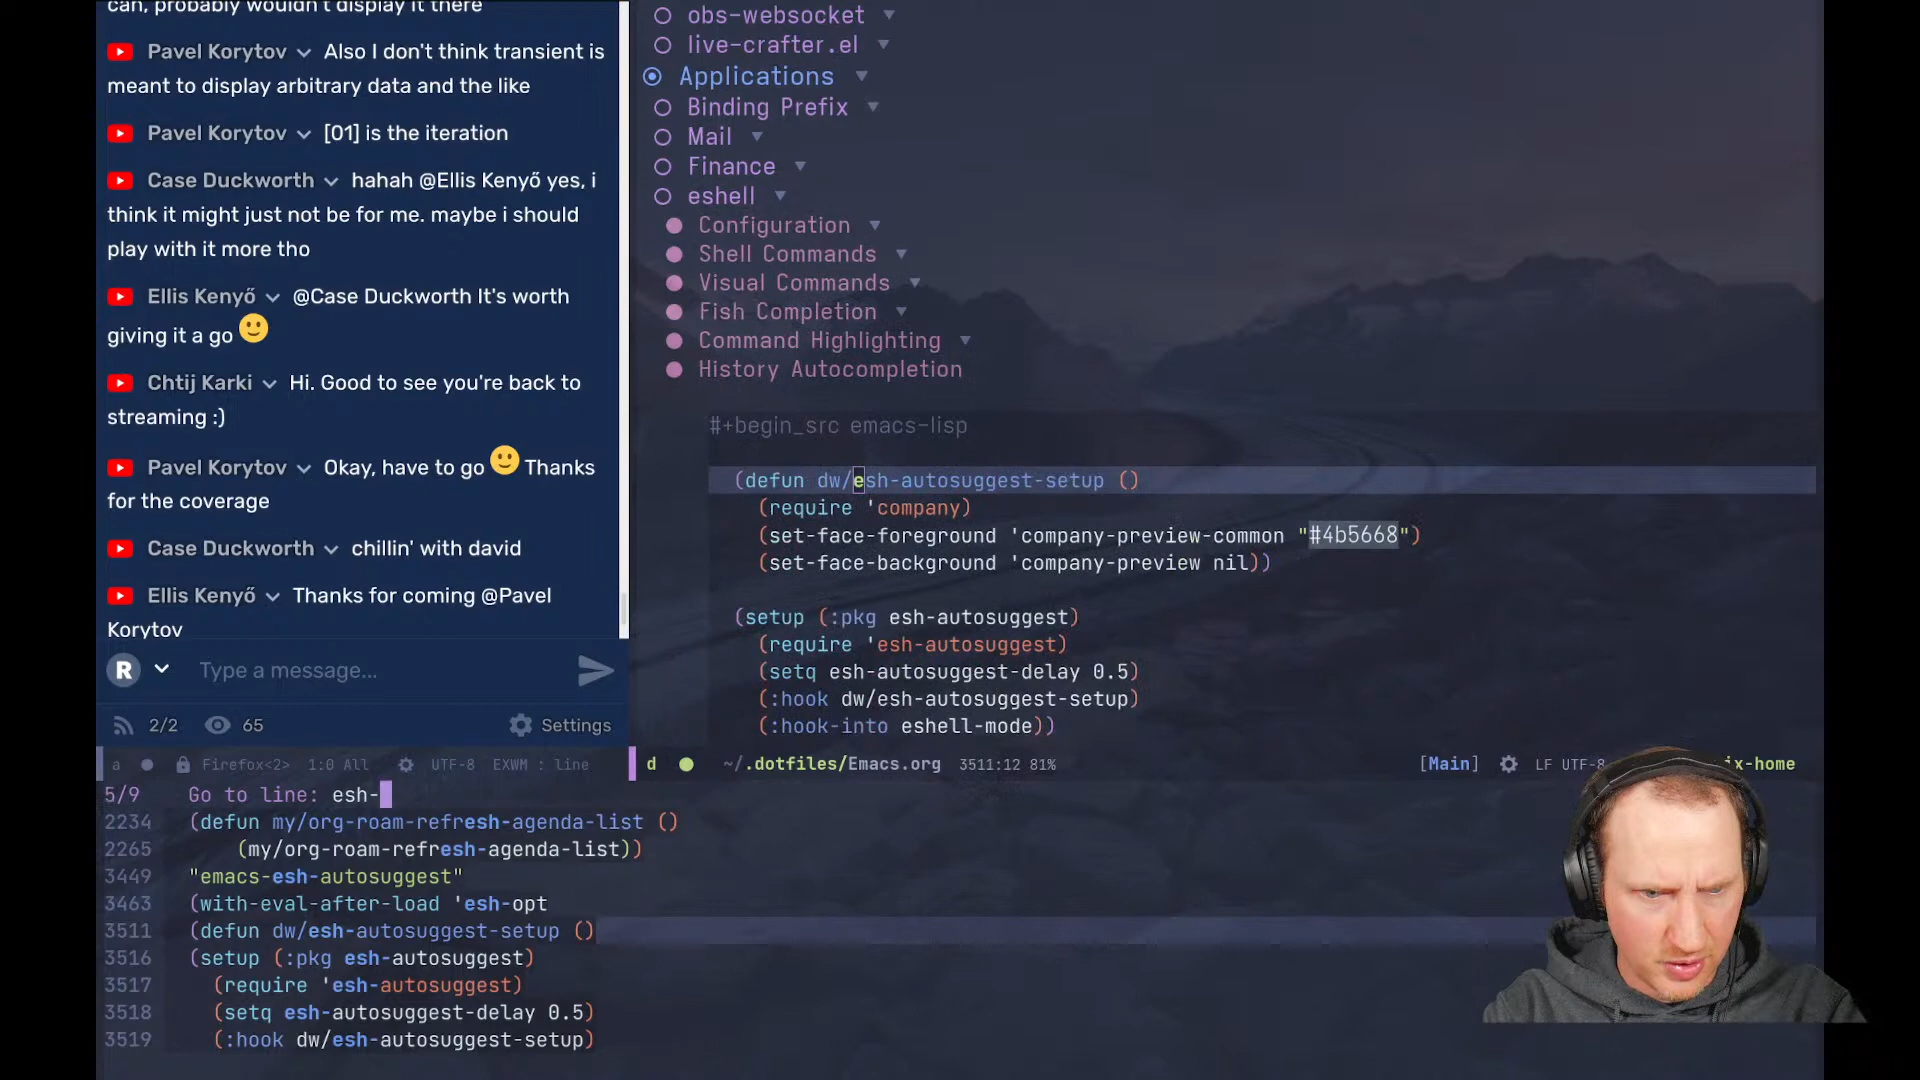 can, probably wouldn't display it there
Pavel Korytov Also I don't think transient is
meant to display arbitrary data and the like
Pavel Korytov [01] is the iteration
Case Duckworth hahah @Ellis Kenyő yes, i
think it might just not be for me. maybe i should
play with it more tho
Ellis Kenyő @Case Duckworth It's worth
giving it a go 🙂
Chtij Karki Hi. Good to see you're back to
streaming :)
Pavel Korytov Okay, have to go 🙂 Thanks
for the coverage
Case Duckworth chillin' with david
Ellis Kenyő Thanks for coming @Pavel
Korytov
R Type a message...
2/2 65 Settings
a Firefox<2> 1:0 All UTF-8 EXWM : line
obs-websocket
live-crafter.el
Applications
Binding Prefix
Mail
Finance
eshell
Configuration
Shell Commands
Visual Commands
Fish Completion
Command Highlighting
History Autocompletion
#+begin_src emacs-lisp
(defun dw/esh-autosuggest-setup ()
(require 'company)
(set-face-foreground 'company-preview-common "#4b5668")
(set-face-background 'company-preview nil))
(setup (:pkg esh-autosuggest)
(require 'esh-autosuggest)
(setq esh-autosuggest-delay 0.5)
(:hook dw/esh-autosuggest-setup)
(:hook-into eshell-mode))
d ~/.dotfiles/Emacs.org 3511:12 81% [Main] LF UTF-8 ix-home
5/9 Go to line: esh-
2234 (defun my/org-roam-refresh-agenda-list ()
2265 (my/org-roam-refresh-agenda-list))
3449 "emacs-esh-autosuggest"
3463 (with-eval-after-load 'esh-opt
3511 (defun dw/esh-autosuggest-setup ()
3516 (setup (:pkg esh-autosuggest)
3517 (require 'esh-autosuggest)
3518 (setq esh-autosuggest-delay 0.5)
3519 (:hook dw/esh-autosuggest-setup)